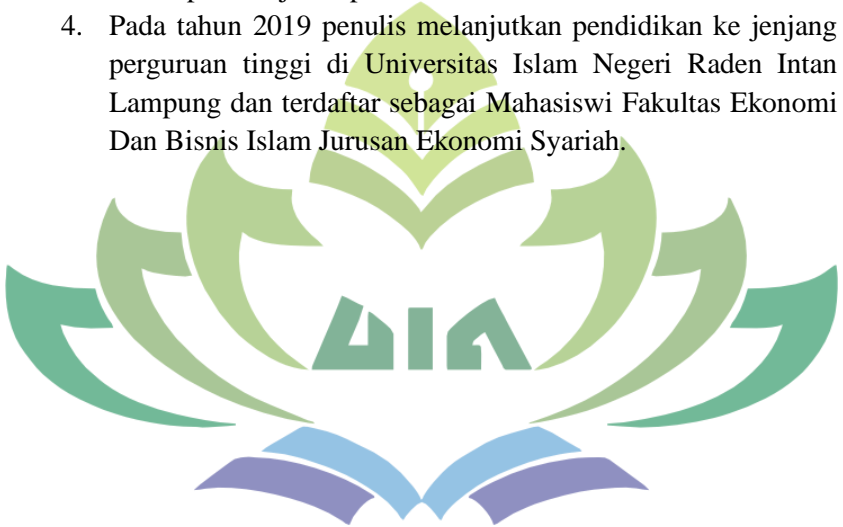 4. Pada tahun 2019 penulis melanjutkan pendidikan ke jenjang
perguruan tinggi di Universitas Islam Negeri Raden Intan
Lampung dan terdaftar sebagai Mahasiswi Fakultas Ekonomi
Dan Bisnis Islam Jurusan Ekonomi Syariah.